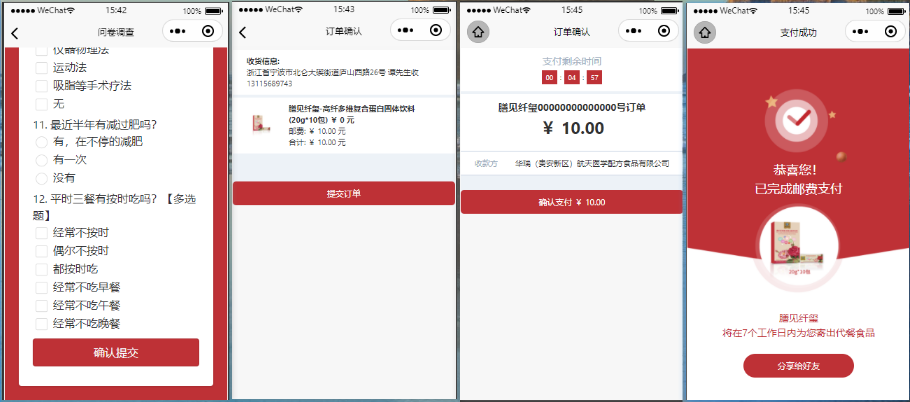 WeChat
15:42
100%
问卷调查
仪器物理法
运动法
吸脂等手术疗法
无
11. 最近半年有减过肥吗？
有，在不停的减肥
有一次
没有
12. 平时三餐有按时吃吗？【多选
题】
经常不按时
偶尔不按时
都按时吃
经常不吃早餐
经常不吃午餐
经常不吃晚餐
确认提交
WeChat
15:43
100%
订单确认
收货信息:
浙江省宁波市北仑大碶街道庐山西路26号 谭先生收
13115689743
膳见纤玺-高纤多维复合蛋白固体饮料
(20g*10包) ¥ 0 元
邮费: ¥ 10.00 元
合计: ¥ 10.00 元
提交订单
WeChat
15:45
100%
订单确认
支付剩余时间
00 : 04 : 57
膳见纤玺00000000000000号订单
¥ 10.00
收款方
华瑞（贵安新区）航天医学配方食品有限公司
确认支付 ¥ 10.00
WeChat
15:45
100%
支付成功
恭喜您！
已完成邮费支付
20g*10包
膳见纤玺
将在7个工作日内为您寄出代餐食品
分享给好友